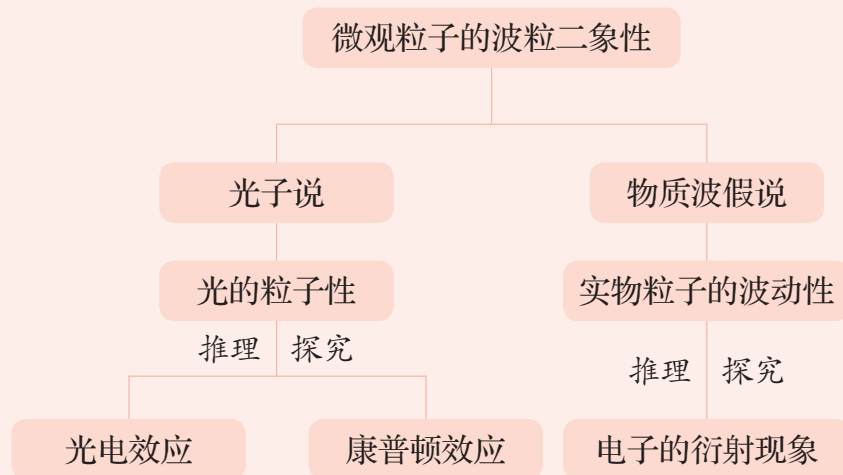 微观粒子的波粒二象性
光子说
物质波假说
光的粒子性
实物粒子的波动性
推理 探究
推理 探究
光电效应
康普顿效应
电子的衍射现象